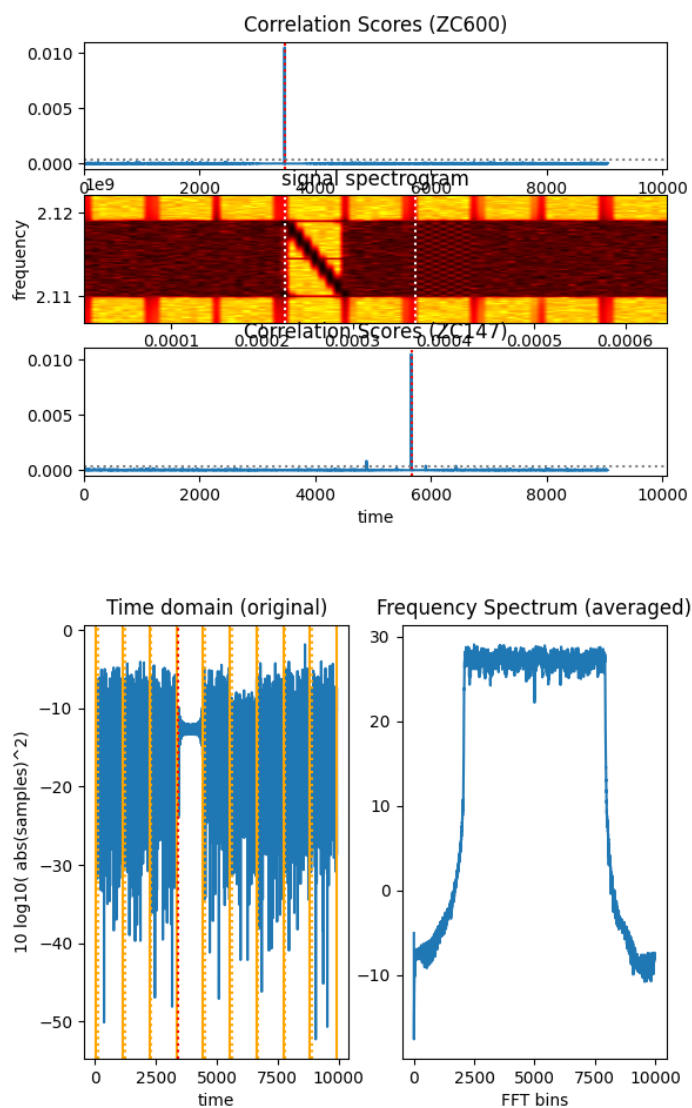 Correlation Scores (ZC600)
0.010
0.005
0.000
0 2000 4000 6000 8000 10000
1e9
signal spectrogram
2.12
2.11
frequency
0.0001 0.0002 0.0003 0.0004 0.0005 0.0006
Correlation Scores (ZC147)
0.010
0.005
0.000
0 2000 4000 6000 8000 10000
time
Time domain (original)
0
−10
−20
−30
−40
−50
10 log10( abs(samples)^2)
0 2500 5000 7500 10000
time
Frequency Spectrum (averaged)
30
20
10
0
−10
0 2500 5000 7500 10000
FFT bins